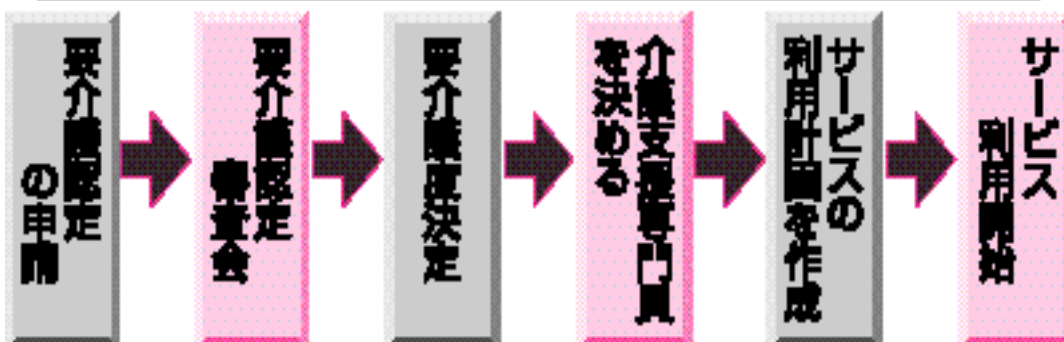 要介護認定
の申請
要介護認定
審査会
要介護度決定
介護支援専門員
を決める
サービスの
利用計画を作成
サービス
利用開始